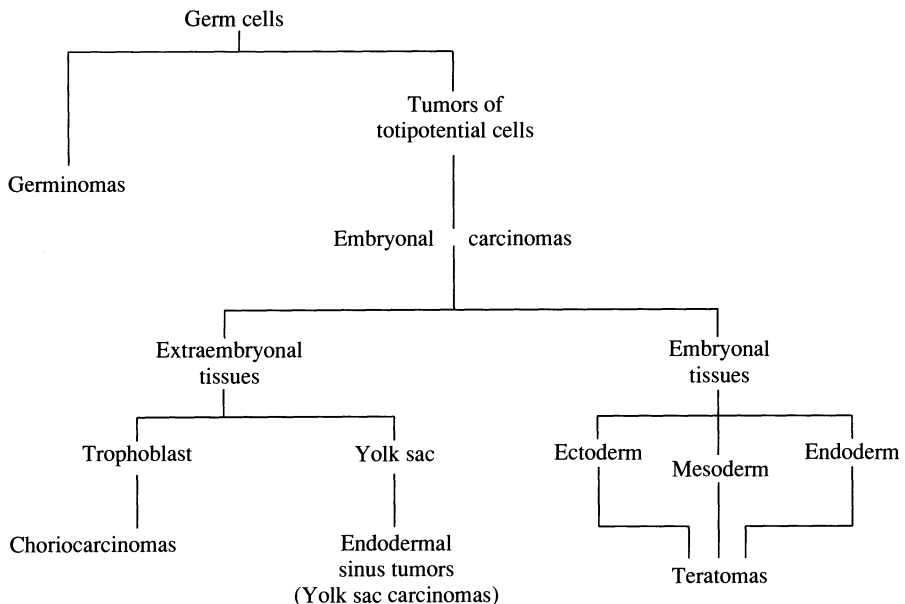 Germ cells
Tumors of
totipotential cells
Germinomas
Embryonal carcinomas
Extraembryonal
tissues
Embryonal
tissues
Trophoblast
Yolk sac
Ectoderm
Mesoderm
Endoderm
Choriocarcinomas
Endodermal
sinus tumors
(Yolk sac carcinomas)
Teratomas